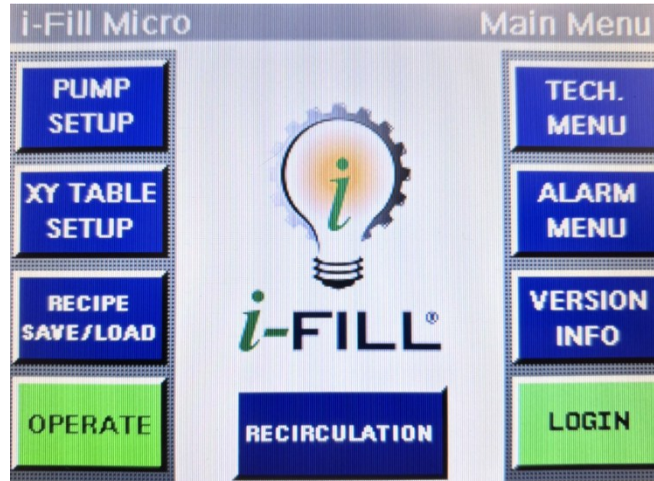 i-Fill Micro
Main Menu
PUMP
SETUP
TECH.
MENU
XY TABLE
SETUP
ALARM
MENU
RECIPE
SAVE/LOAD
VERSION
INFO
i
i-FILL®
OPERATE
RECIRCULATION
LOGIN